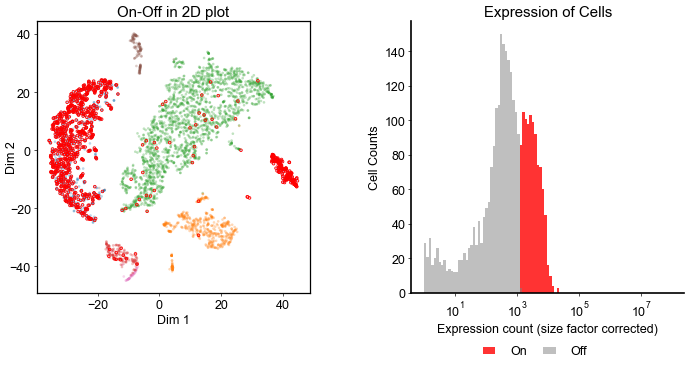 On-Off in 2D plot
40
20
0
−20
−40
Dim 2
−20
0
20
40
Dim 1
Expression of Cells
140
120
100
80
60
40
20
0
Cell Counts
10^1
10^3
10^5
10^7
Expression count (size factor corrected)
On
Off